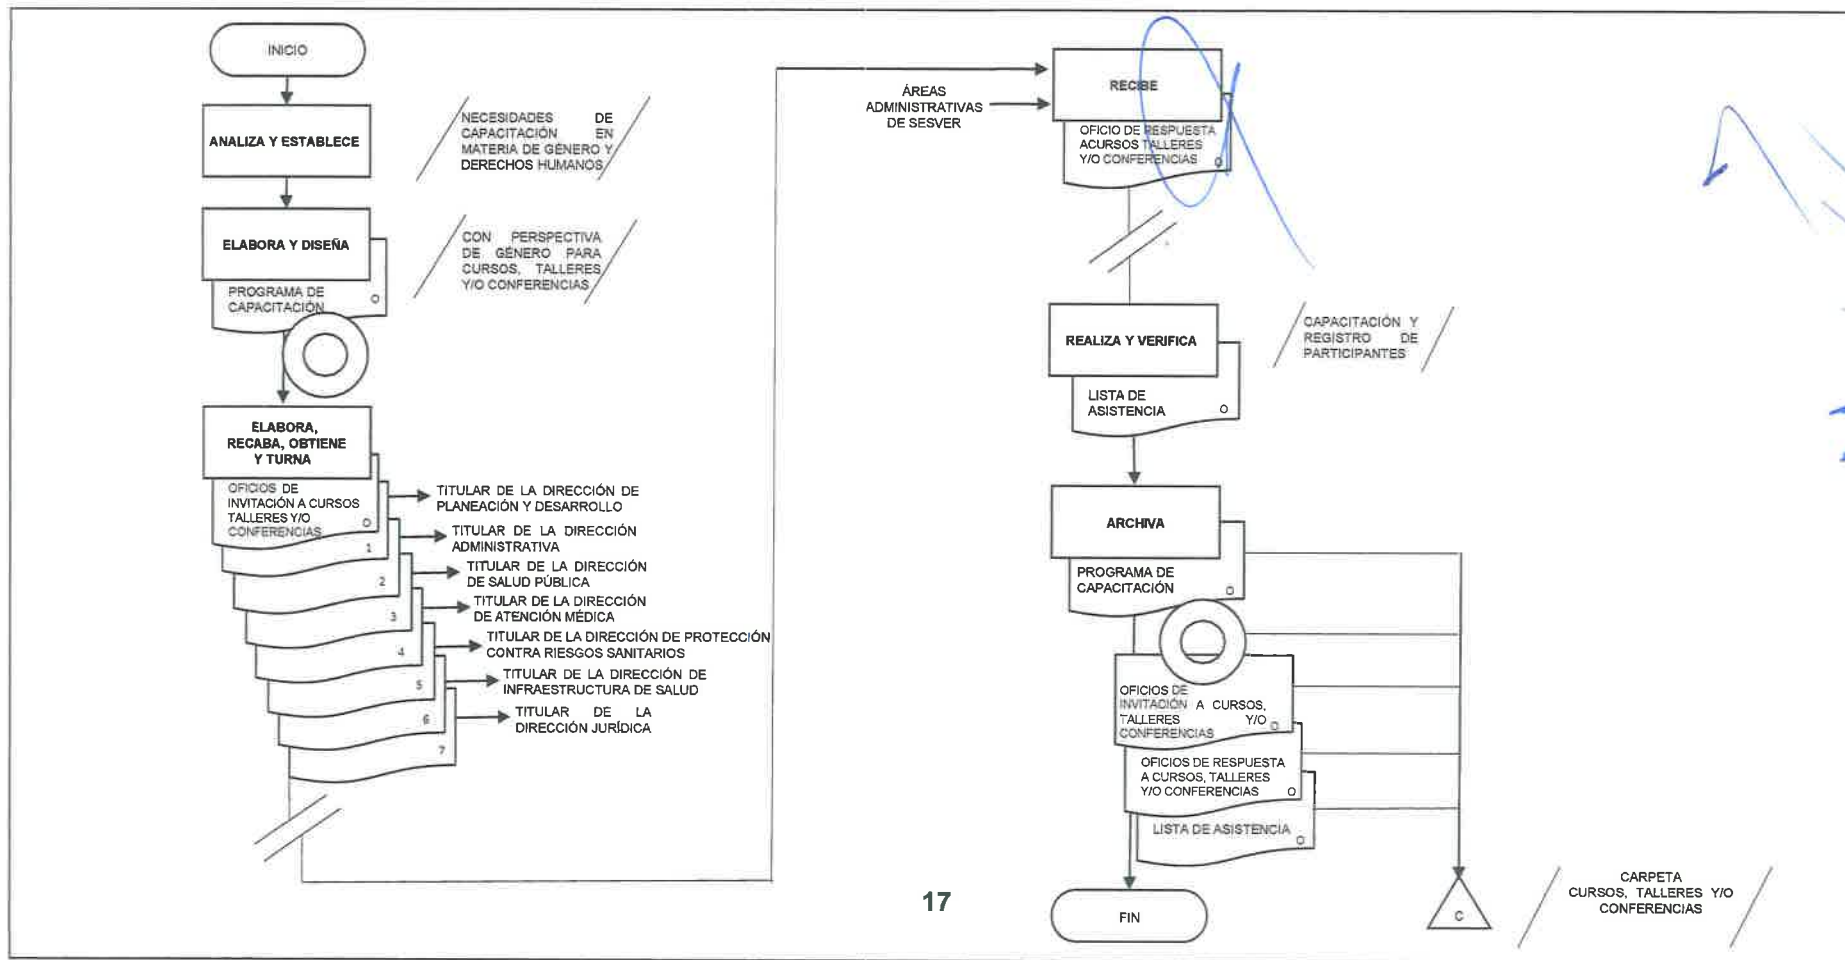 INICIO
ANALIZA Y ESTABLECE
NECESIDADES DE
CAPACITACIÓN EN
MATERIA DE GÉNERO Y
DERECHOS HUMANOS
ELABORA Y DISEÑA
PROGRAMA DE
CAPACITACIÓN
O
CON PERSPECTIVA
DE GÉNERO PARA
CURSOS, TALLERES
Y/O CONFERENCIAS
ELABORA,
RECABA, OBTIENE
Y TURNA
OFICIOS DE
INVITACIÓN A CURSOS
TALLERES Y/O
CONFERENCIAS
O
1
2
3
4
5
6
7
TITULAR DE LA DIRECCIÓN DE
PLANEACIÓN Y DESARROLLO
TITULAR DE LA DIRECCIÓN
ADMINISTRATIVA
TITULAR DE LA DIRECCIÓN
DE SALUD PÚBLICA
TITULAR DE LA DIRECCIÓN
DE ATENCIÓN MÉDICA
TITULAR DE LA DIRECCIÓN DE PROTECCIÓN
CONTRA RIESGOS SANITARIOS
TITULAR DE LA DIRECCIÓN DE
INFRAESTRUCTURA DE SALUD
TITULAR DE LA
DIRECCIÓN JURÍDICA
ÁREAS
ADMINISTRATIVAS
DE SESVER
RECIBE
OFICIO DE RESPUESTA
ACURSOS TALLERES
Y/O CONFERENCIAS
O
REALIZA Y VERIFICA
LISTA DE
ASISTENCIA
O
CAPACITACIÓN Y
REGISTRO DE
PARTICIPANTES
ARCHIVA
PROGRAMA DE
CAPACITACIÓN
O
OFICIOS DE
INVITACIÓN A CURSOS,
TALLERES Y/O
CONFERENCIAS
O
OFICIOS DE RESPUESTA
A CURSOS, TALLERES
Y/O CONFERENCIAS
O
LISTA DE ASISTENCIA
O
FIN
C
CARPETA
CURSOS, TALLERES Y/O
CONFERENCIAS
17